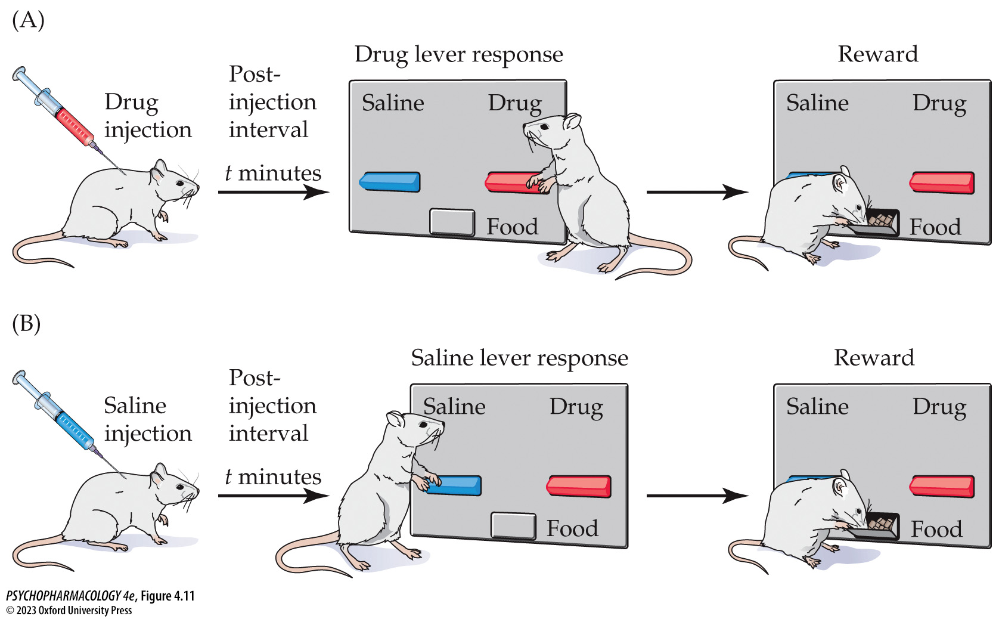 (A)
Drug
injection
Post-
injection
interval
t minutes
Drug lever response
Saline
Drug
Food
Reward
Saline
Drug
Food
(B)
Saline
injection
Post-
injection
interval
t minutes
Saline lever response
Saline
Drug
Food
Reward
Saline
Drug
Food
PSYCHOPHARMACOLOGY 4e, Figure 4.11
© 2023 Oxford University Press